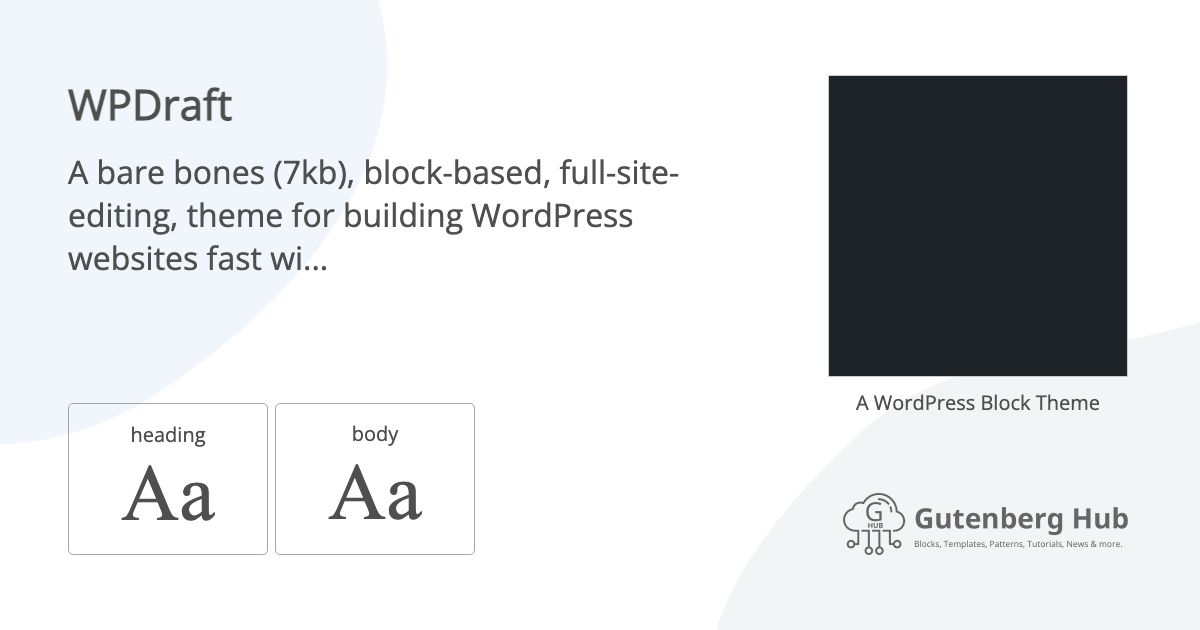 WPDraft
A bare bones (7kb), block-based, full-site-
editing, theme for building WordPress
websites fast wi...
heading
Aa
body
Aa
A WordPress Block Theme
G
HUB
Gutenberg Hub
Blocks, Templates, Patterns, Tutorials, News & more.